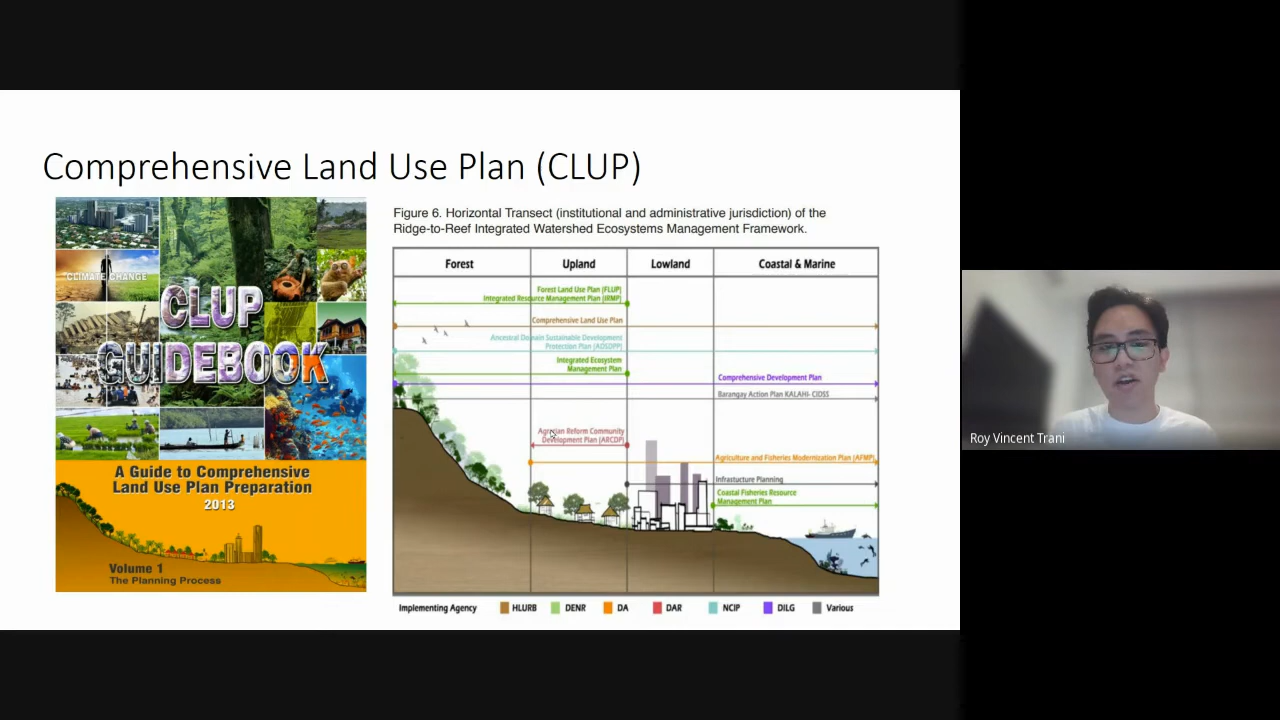 Comprehensive Land Use Plan (CLUP)
CLIMATE CHANGE
CLUP
GUIDEBOOK
A Guide to Comprehensive
Land Use Plan Preparation
2013
Volume 1
The Planning Process
Figure 6. Horizontal Transect (institutional and administrative jurisdiction) of the
Ridge-to-Reef Integrated Watershed Ecosystems Management Framework.
Forest
Upland
Lowland
Coastal & Marine
Forest Land Use Plan (FLUP)
Integrated Resource Management Plan (IRMP)
Comprehensive Land Use Plan
Ancestral Domain Sustainable Development
Protection Plan (ADSDPP)
Integrated Ecosystem
Management Plan
Comprehensive Development Plan
Barangay Action Plan KALAHI- CIDSS
Agrarian Reform Community
Development Plan (ARCDP)
Agriculture and Fisheries Modernization Plan (AFMP)
Infrastucture Planning
Coastal Fisheries Resource
Management Plan
Implementing Agency
HLURB
DENR
DA
DAR
NCIP
DILG
Various
Roy Vincent Trani